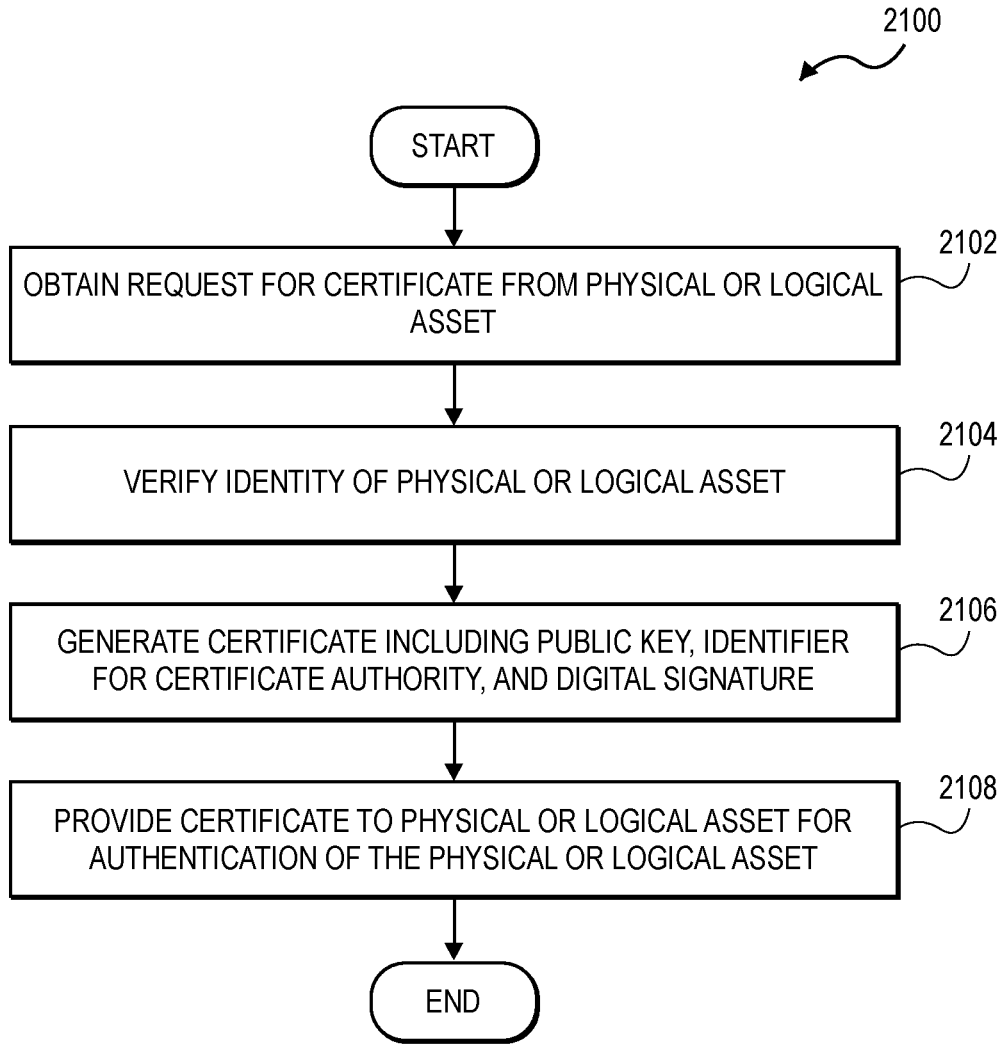 2100
START
2102
OBTAIN REQUEST FOR CERTIFICATE FROM PHYSICAL OR LOGICAL
ASSET
2104
VERIFY IDENTITY OF PHYSICAL OR LOGICAL ASSET
2106
GENERATE CERTIFICATE INCLUDING PUBLIC KEY, IDENTIFIER
FOR CERTIFICATE AUTHORITY, AND DIGITAL SIGNATURE
2108
PROVIDE CERTIFICATE TO PHYSICAL OR LOGICAL ASSET FOR
AUTHENTICATION OF THE PHYSICAL OR LOGICAL ASSET
END